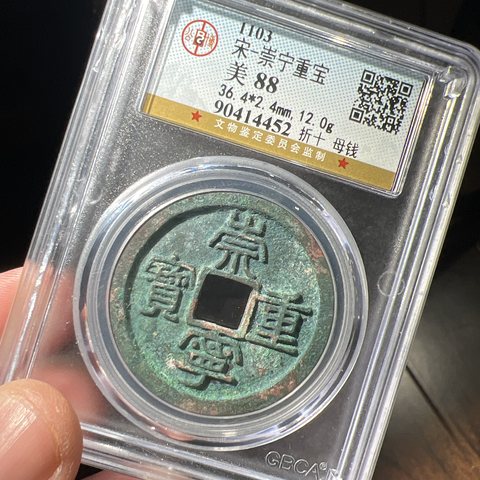 1103
宋-崇宁重宝
美 88
36.4*2.4mm, 12.0g
90414452 折十 母钱
★ 文物鉴定委员会监制 ★
崇
寧
重
寶
GBCA®